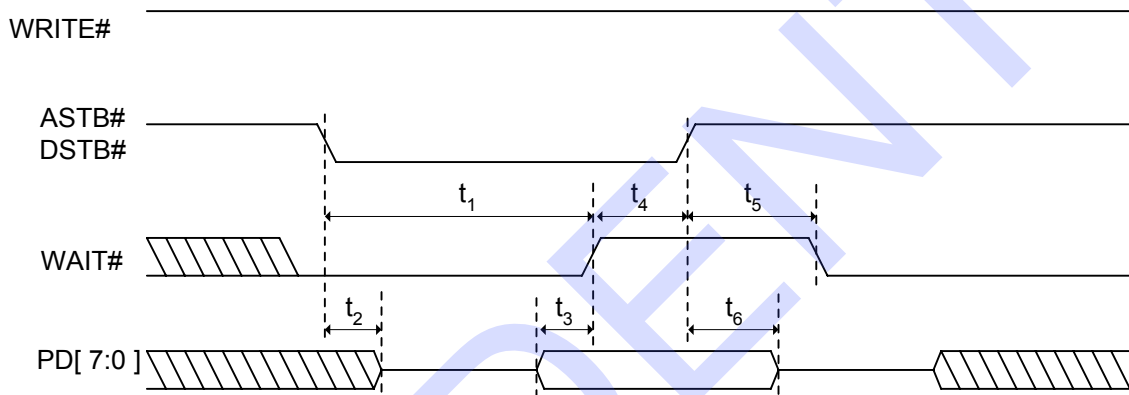 WRITE#
ASTB#
DSTB#
t1 t4 t5
WAIT#
t2 t3 t6
PD[ 7:0 ]